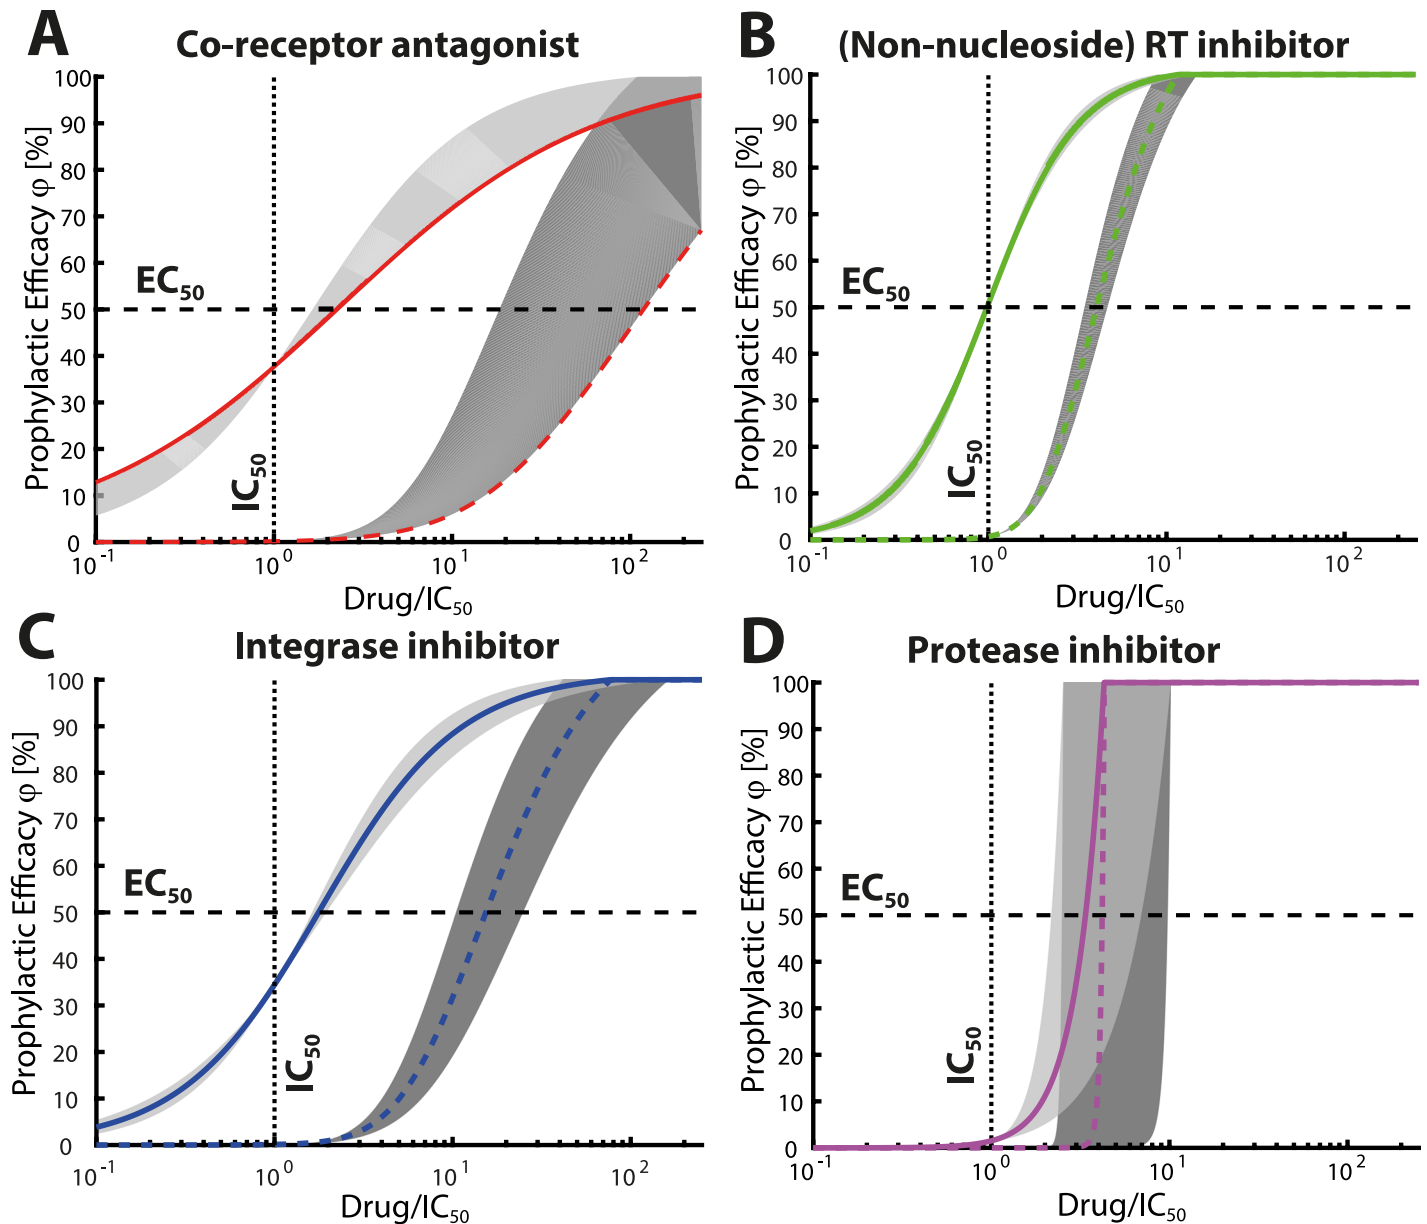 A
Co-receptor antagonist
Prophylactic Efficacy φ [%]
100
90
80
70
60
50
40
30
20
10
0
EC50
IC50
10-1
100
101
102
Drug/IC50
B
(Non-nucleoside) RT inhibitor
Prophylactic Efficacy φ [%]
100
90
80
70
60
50
40
30
20
10
0
EC50
IC50
10-1
100
101
102
Drug/IC50
C
Integrase inhibitor
Prophylactic Efficacy φ [%]
100
90
80
70
60
50
40
30
20
10
0
EC50
IC50
10-1
100
101
102
Drug/IC50
D
Protease inhibitor
Prophylactic Efficacy φ [%]
100
90
80
70
60
50
40
30
20
10
0
EC50
IC50
10-1
100
101
102
Drug/IC50